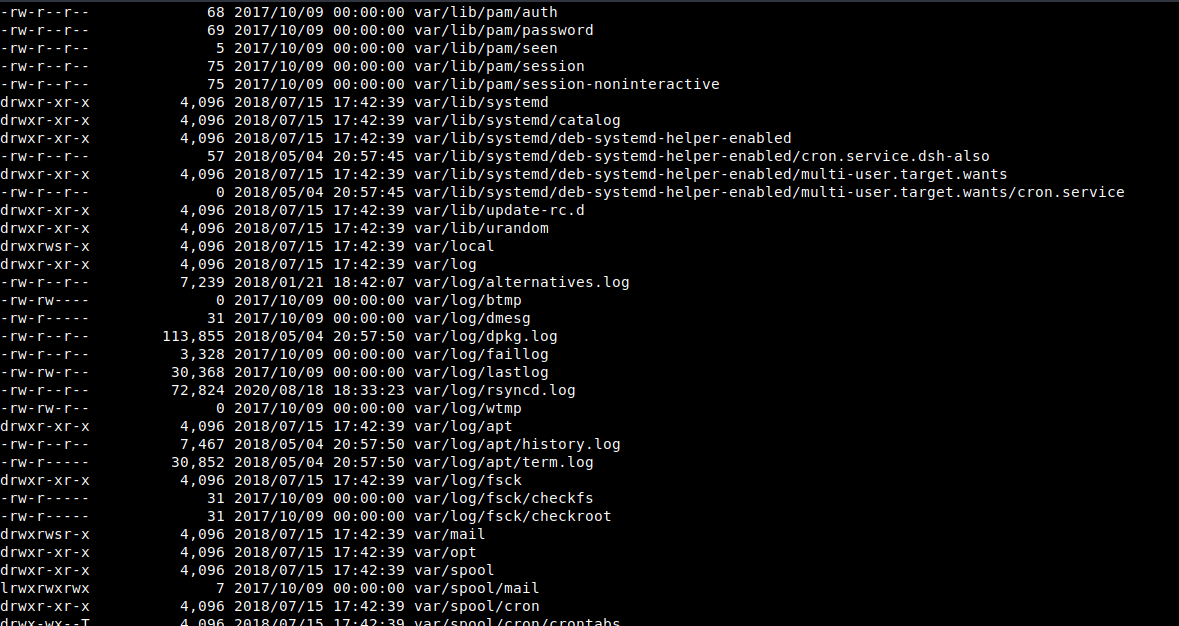 -rw-r--r-- 68 2017/10/09 00:00:00 var/lib/pam/auth
-rw-r--r-- 69 2017/10/09 00:00:00 var/lib/pam/password
-rw-r--r-- 5 2017/10/09 00:00:00 var/lib/pam/seen
-rw-r--r-- 75 2017/10/09 00:00:00 var/lib/pam/session
-rw-r--r-- 75 2017/10/09 00:00:00 var/lib/pam/session-noninteractive
drwxr-xr-x 4,096 2018/07/15 17:42:39 var/lib/systemd
drwxr-xr-x 4,096 2018/07/15 17:42:39 var/lib/systemd/catalog
drwxr-xr-x 4,096 2018/07/15 17:42:39 var/lib/systemd/deb-systemd-helper-enabled
-rw-r--r-- 57 2018/05/04 20:57:45 var/lib/systemd/deb-systemd-helper-enabled/cron.service.dsh-also
drwxr-xr-x 4,096 2018/07/15 17:42:39 var/lib/systemd/deb-systemd-helper-enabled/multi-user.target.wants
-rw-r--r-- 0 2018/05/04 20:57:45 var/lib/systemd/deb-systemd-helper-enabled/multi-user.target.wants/cron.service
drwxr-xr-x 4,096 2018/07/15 17:42:39 var/lib/update-rc.d
drwxr-xr-x 4,096 2018/07/15 17:42:39 var/lib/urandom
drwxrwsr-x 4,096 2018/07/15 17:42:39 var/local
drwxr-xr-x 4,096 2018/07/15 17:42:39 var/log
-rw-r--r-- 7,239 2018/01/21 18:42:07 var/log/alternatives.log
-rw-rw---- 0 2017/10/09 00:00:00 var/log/btmp
-rw-r----- 31 2017/10/09 00:00:00 var/log/dmesg
-rw-r--r-- 113,855 2018/05/04 20:57:50 var/log/dpkg.log
-rw-r--r-- 3,328 2017/10/09 00:00:00 var/log/faillog
-rw-rw-r-- 30,368 2017/10/09 00:00:00 var/log/lastlog
-rw-r--r-- 72,824 2020/08/18 18:33:23 var/log/rsyncd.log
-rw-rw-r-- 0 2017/10/09 00:00:00 var/log/wtmp
drwxr-xr-x 4,096 2018/07/15 17:42:39 var/log/apt
-rw-r--r-- 7,467 2018/05/04 20:57:50 var/log/apt/history.log
-rw-r----- 30,852 2018/05/04 20:57:50 var/log/apt/term.log
drwxr-xr-x 4,096 2018/07/15 17:42:39 var/log/fsck
-rw-r----- 31 2017/10/09 00:00:00 var/log/fsck/checkfs
-rw-r----- 31 2017/10/09 00:00:00 var/log/fsck/checkroot
drwxrwsr-x 4,096 2018/07/15 17:42:39 var/mail
drwxr-xr-x 4,096 2018/07/15 17:42:39 var/opt
drwxr-xr-x 4,096 2018/07/15 17:42:39 var/spool
lrwxrwxrwx 7 2017/10/09 00:00:00 var/spool/mail
drwxr-xr-x 4,096 2018/07/15 17:42:39 var/spool/cron
drwx-wx--T 4,096 2018/07/15 17:42:39 var/spool/cron/crontabs